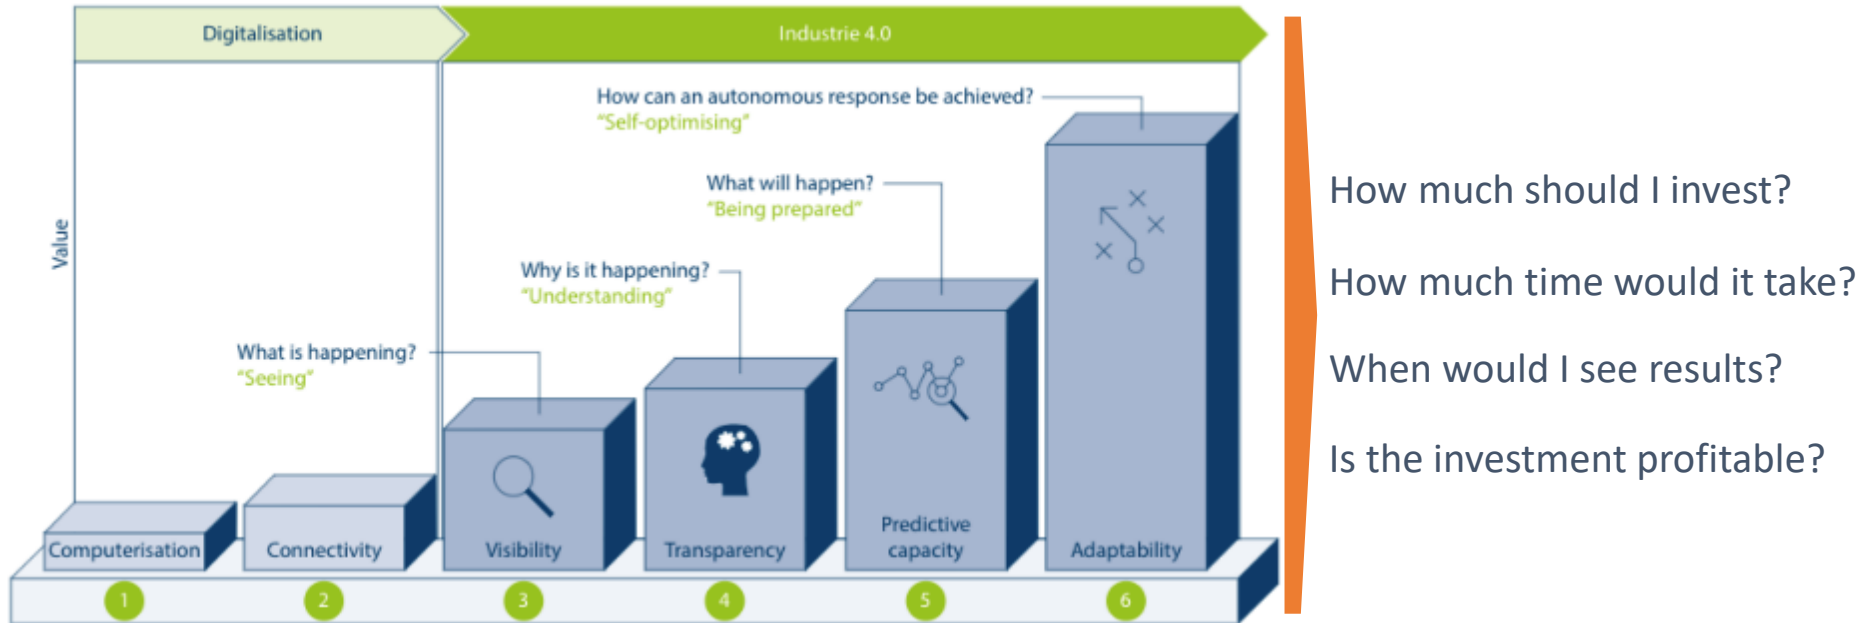 Digitalisation
Industrie 4.0
Value
How can an autonomous response be achieved?
"Self-optimising"
What will happen?
"Being prepared"
Why is it happening?
"Understanding"
What is happening?
"Seeing"
Computerisation
Connectivity
Visibility
Transparency
Predictive
capacity
Adaptability
1
2
3
4
5
6
How much should I invest?
How much time would it take?
When would I see results?
Is the investment profitable?